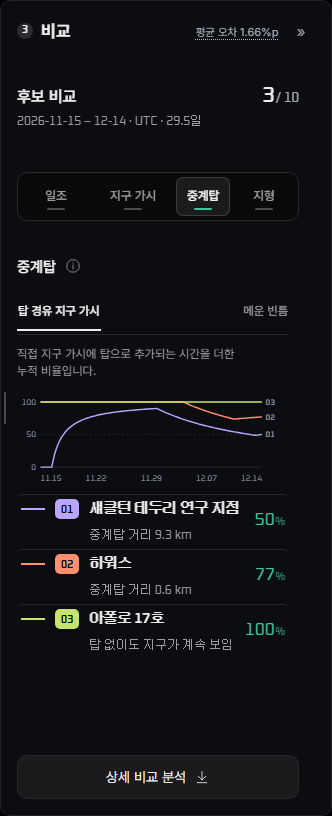 3 비교
평균 오차 1.66%p »
후보 비교
3 / 10
2026-11-15 – 12-14 · UTC · 29.5일
일조 지구 가시 중계탑 지형
중계탑
탑 경유 지구 가시 메운 빈틈
직접 지구 가시에 탑으로 추가되는 시간을 더한
누적 비율입니다.
100
50
0
03
02
01
11.15 11.22 11.29 12.07 12.14
01 섀클턴 테두리 연구 지점 50%
중계탑 거리 9.3 km
02 하워스 77%
중계탑 거리 0.6 km
03 아폴로 17호 100%
탑 없이도 지구가 계속 보임
상세 비교 분석